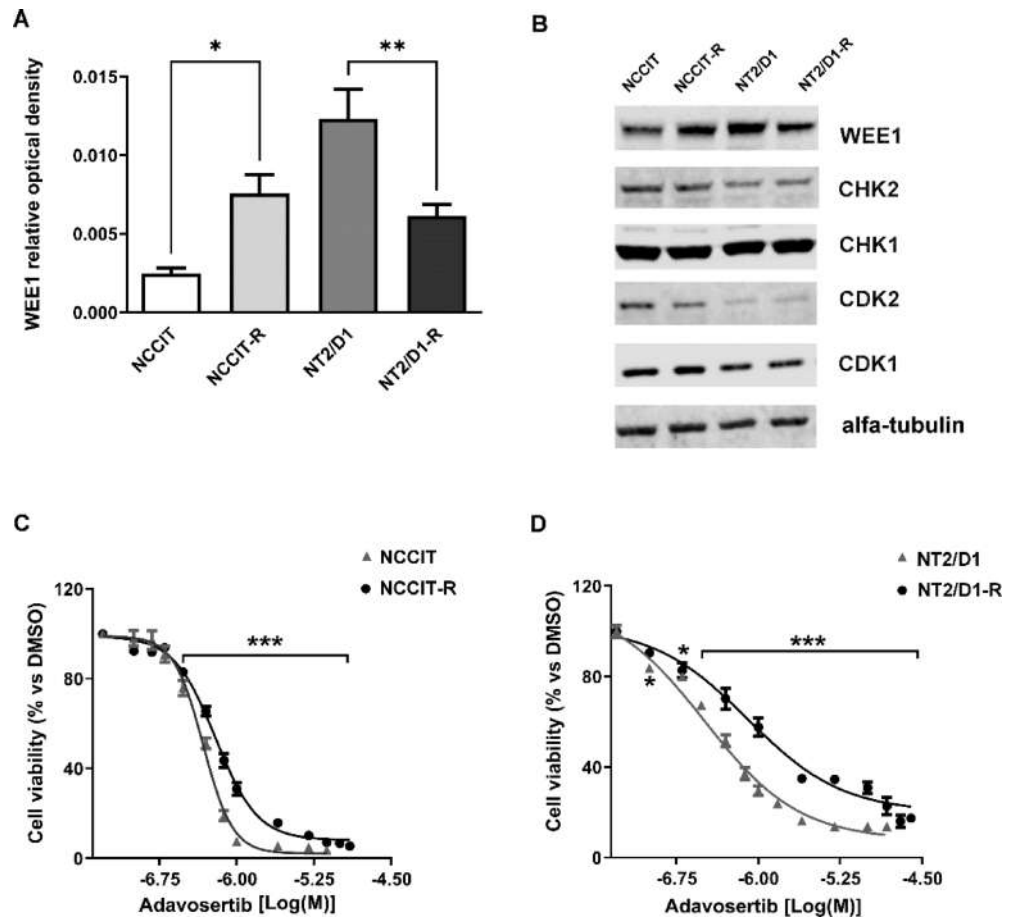 A
WEE1 relative optical density
0.015
0.010
0.005
0.000
*
**
NCCIT
NCCIT-R
NT2/D1
NT2/D1-R
B
NCCIT
NCCIT-R
NT2/D1
NT2/D1-R
WEE1
CHK2
CHK1
CDK2
CDK1
alfa-tubulin
C
NCCIT
NCCIT-R
Cell viability (% vs DMSO)
120
80
40
0
***
-6.75 -6.00 -5.25 -4.50
Adavosertib [Log(M)]
D
NT2/D1
NT2/D1-R
Cell viability (% vs DMSO)
120
80
40
0
*
*
***
-6.75 -6.00 -5.25 -4.50
Adavosertib [Log(M)]